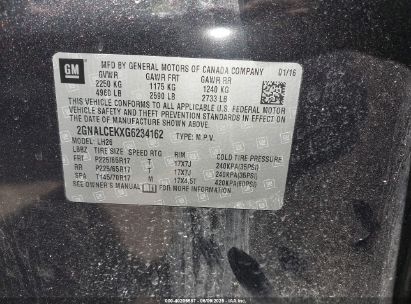 GM
MFD BY GENERAL MOTORS OF CANADA COMPANY 01/16
GVWR GAWR FRT GAWR RR
2250 KG 1175 KG 1240 KG
4960 LB 2590 LB 2733 LB
THIS VEHICLE CONFORMS TO ALL APPLICABLE U.S. FEDERAL MOTOR
VEHICLE SAFETY AND THEFT PREVENTION STANDARDS IN EFFECT ON
THE DATE OF MANUFACTURE SHOWN ABOVE.
2GNALCEKXG6234162 TYPE: M.P.V.
MODEL: LH26
TIRE SIZE SPEED RTG RIM COLD TIRE PRESSURE
FRT P225/65R17 T 17X7J 240KPA(35PSI)
RR P225/65R17 T 17X7J 240KPA(35PSI)
SPA T145/70R17 M 17X4.5T 420KPA(60PSI)